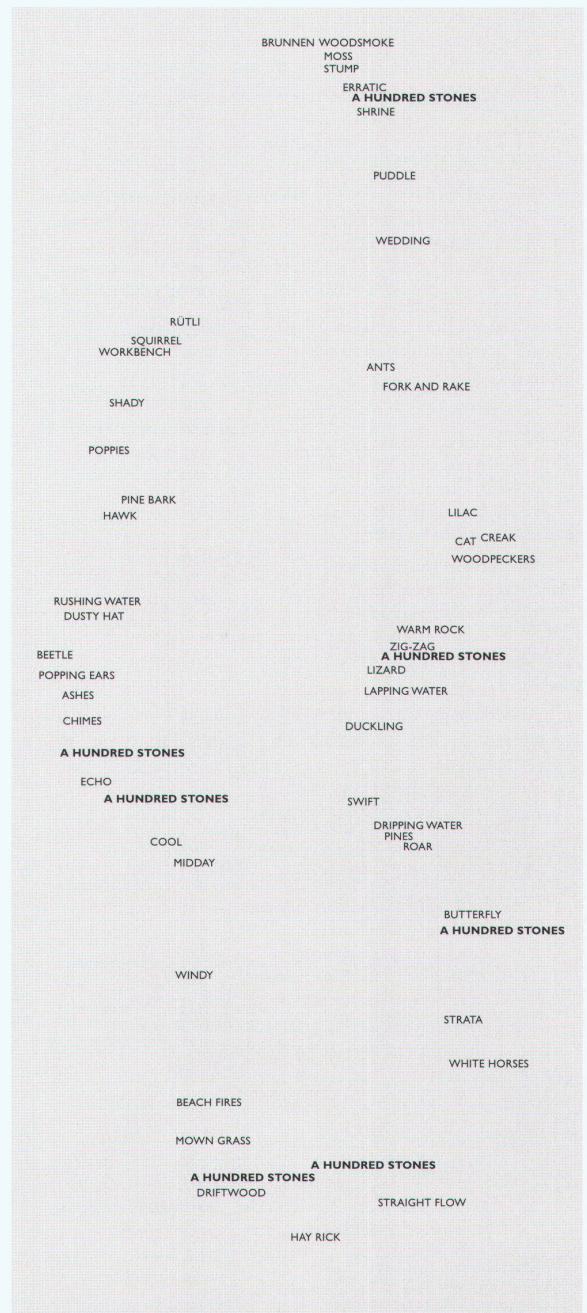 BRUNNEN WOODSMOKE
MOSS
STUMP
ERRATIC
A HUNDRED STONES
SHRINE
PUDDLE
WEDDING
RÜTLI
SQUIRREL
WORKBENCH
ANTS
FORK AND RAKE
SHADY
POPPIES
PINE BARK
HAWK
LILAC
CREAK
CAT
WOODPECKERS
RUSHING WATER
DUSTY HAT
WARM ROCK
ZIG-ZAG
BEETLE
A HUNDRED STONES
LIZARD
POPPING EARS
ASHES
LAPPING WATER
CHIMES
DUCKLING
A HUNDRED STONES
ECHO
A HUNDRED STONES
SWIFT
DRIPPING WATER
PINES
COOL
ROAR
MIDDAY
BUTTERFLY
A HUNDRED STONES
WINDY
STRATA
WHITE HORSES
BEACH FIRES
MOWN GRASS
A HUNDRED STONES
A HUNDRED STONES
DRIFTWOOD
STRAIGHT FLOW
HAY RICK